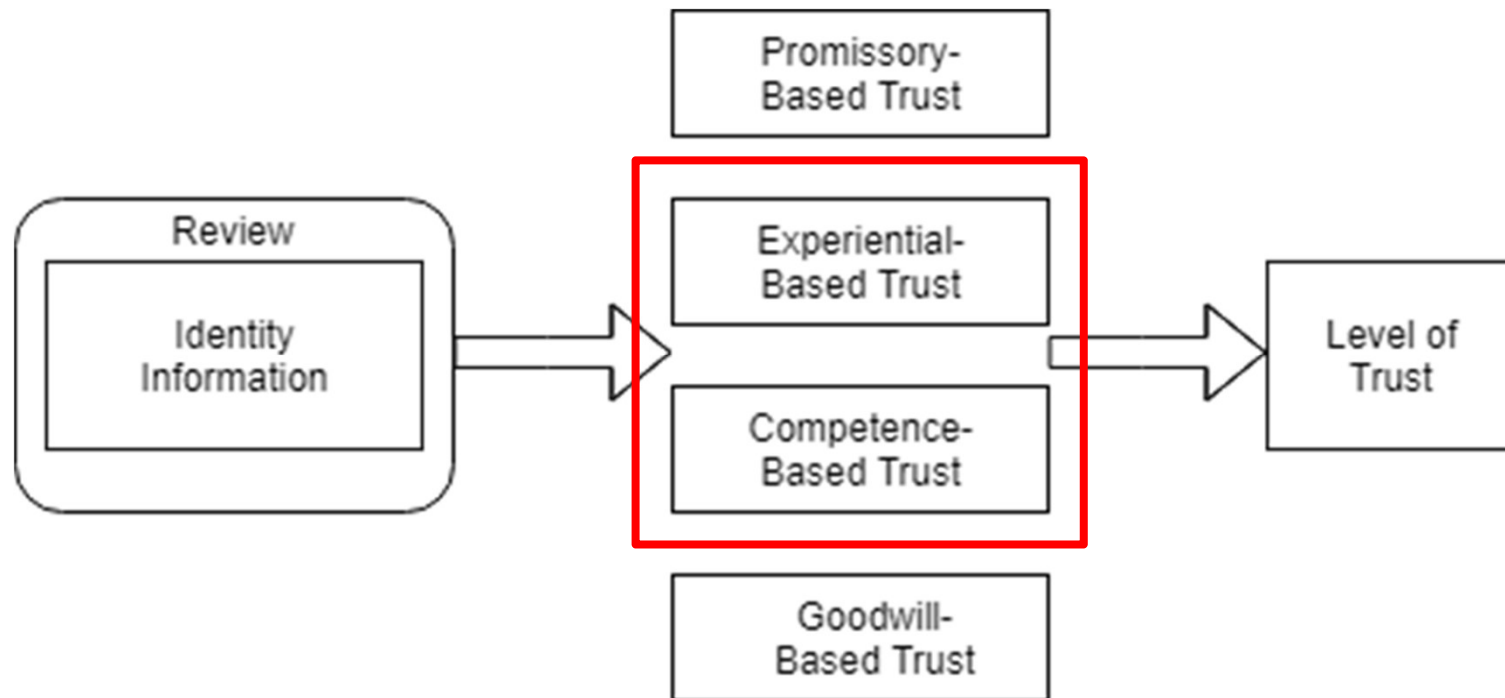 Promissory-
Based Trust
Review
Identity
Information
Experiential-
Based Trust
Competence-
Based Trust
Level of
Trust
Goodwill-
Based Trust